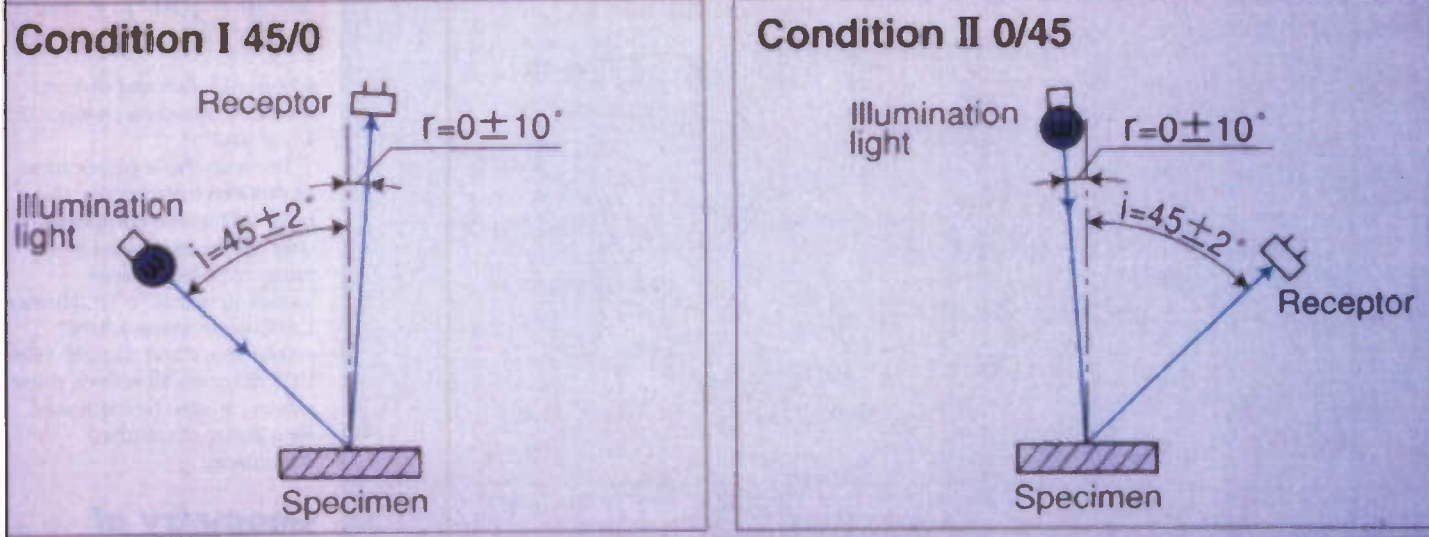 Condition I 45/0
Receptor
r=0±10°
Illumination
light
i=45±2°
Specimen
Condition II 0/45
Illumination
light
r=0±10°
i=45±2°
Receptor
Specimen